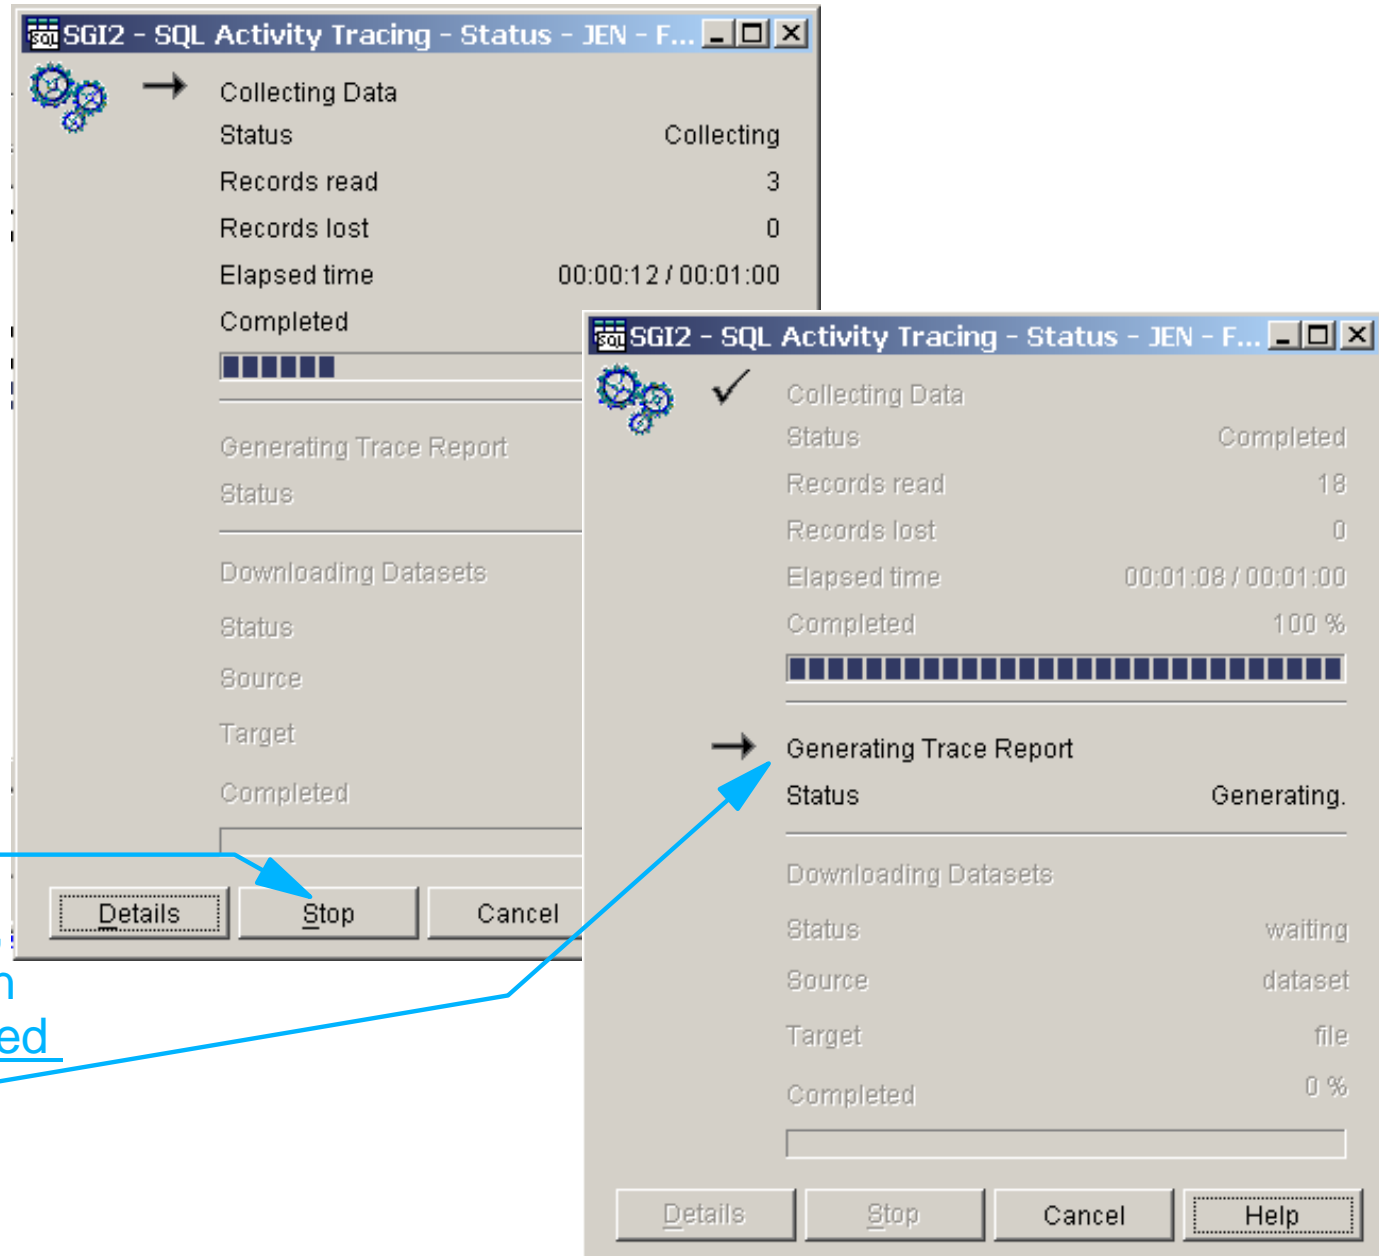 SGI2 - SQL Activity Tracing - Status - JEN - F...
Collecting Data
Status Collecting
Records read 3
Records lost 0
Elapsed time 00:00:12 / 00:01:00
Completed
Generating Trace Report
Status
Downloading Datasets
Status
Source
Target
Completed
Details Stop Cancel
ed
SGI2 - SQL Activity Tracing - Status - JEN - F...
Collecting Data
Status Completed
Records read 18
Records lost 0
Elapsed time 00:01:08 / 00:01:00
Completed 100 %
Generating Trace Report
Status Generating.
Downloading Datasets
Status waiting
Source dataset
Target file
Completed 0 %
Details Stop Cancel Help